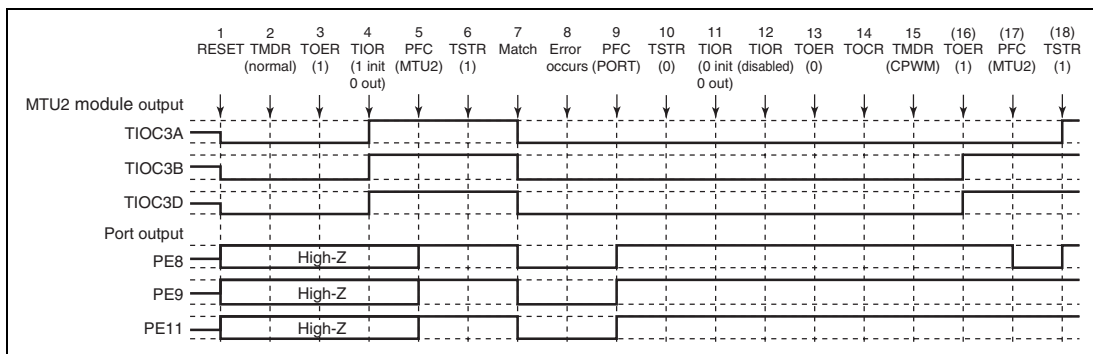 1 2 3 4 5 6 7 8 9 10 11 12 13 14 15 (16) (17) (18)
RESET TMDR TOER TIOR PFC TSTR Match Error PFC TSTR TIOR TIOR TOER TOCR TMDR TOER PFC TSTR
(normal) (1) (1 init (MTU2) (1) occurs (PORT) (0) (0 init (disabled) (0) (CPWM) (1) (MTU2) (1)
0 out) 0 out)
MTU2 module output
TIOC3A
TIOC3B
TIOC3D
Port output
PE8 High-Z
PE9 High-Z
PE11 High-Z